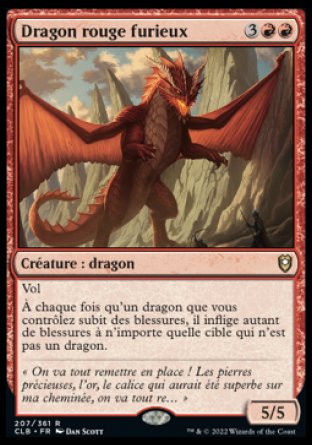 Dragon rouge furieux 3
Créature : dragon
Vol
À chaque fois qu'un dragon que vous
contrôlez subit des blessures, il inflige autant
de blessures à n'importe quelle cible qui n'est
pas un dragon.
« On va tout remettre en place ! Les pierres
précieuses, l'or, le calice qui aurait été superbe sur
ma cheminée, on va tout re… »
207/361 R
CLB • FR Dan Scott
™ & © 2022 Wizards of the Coast
5/5